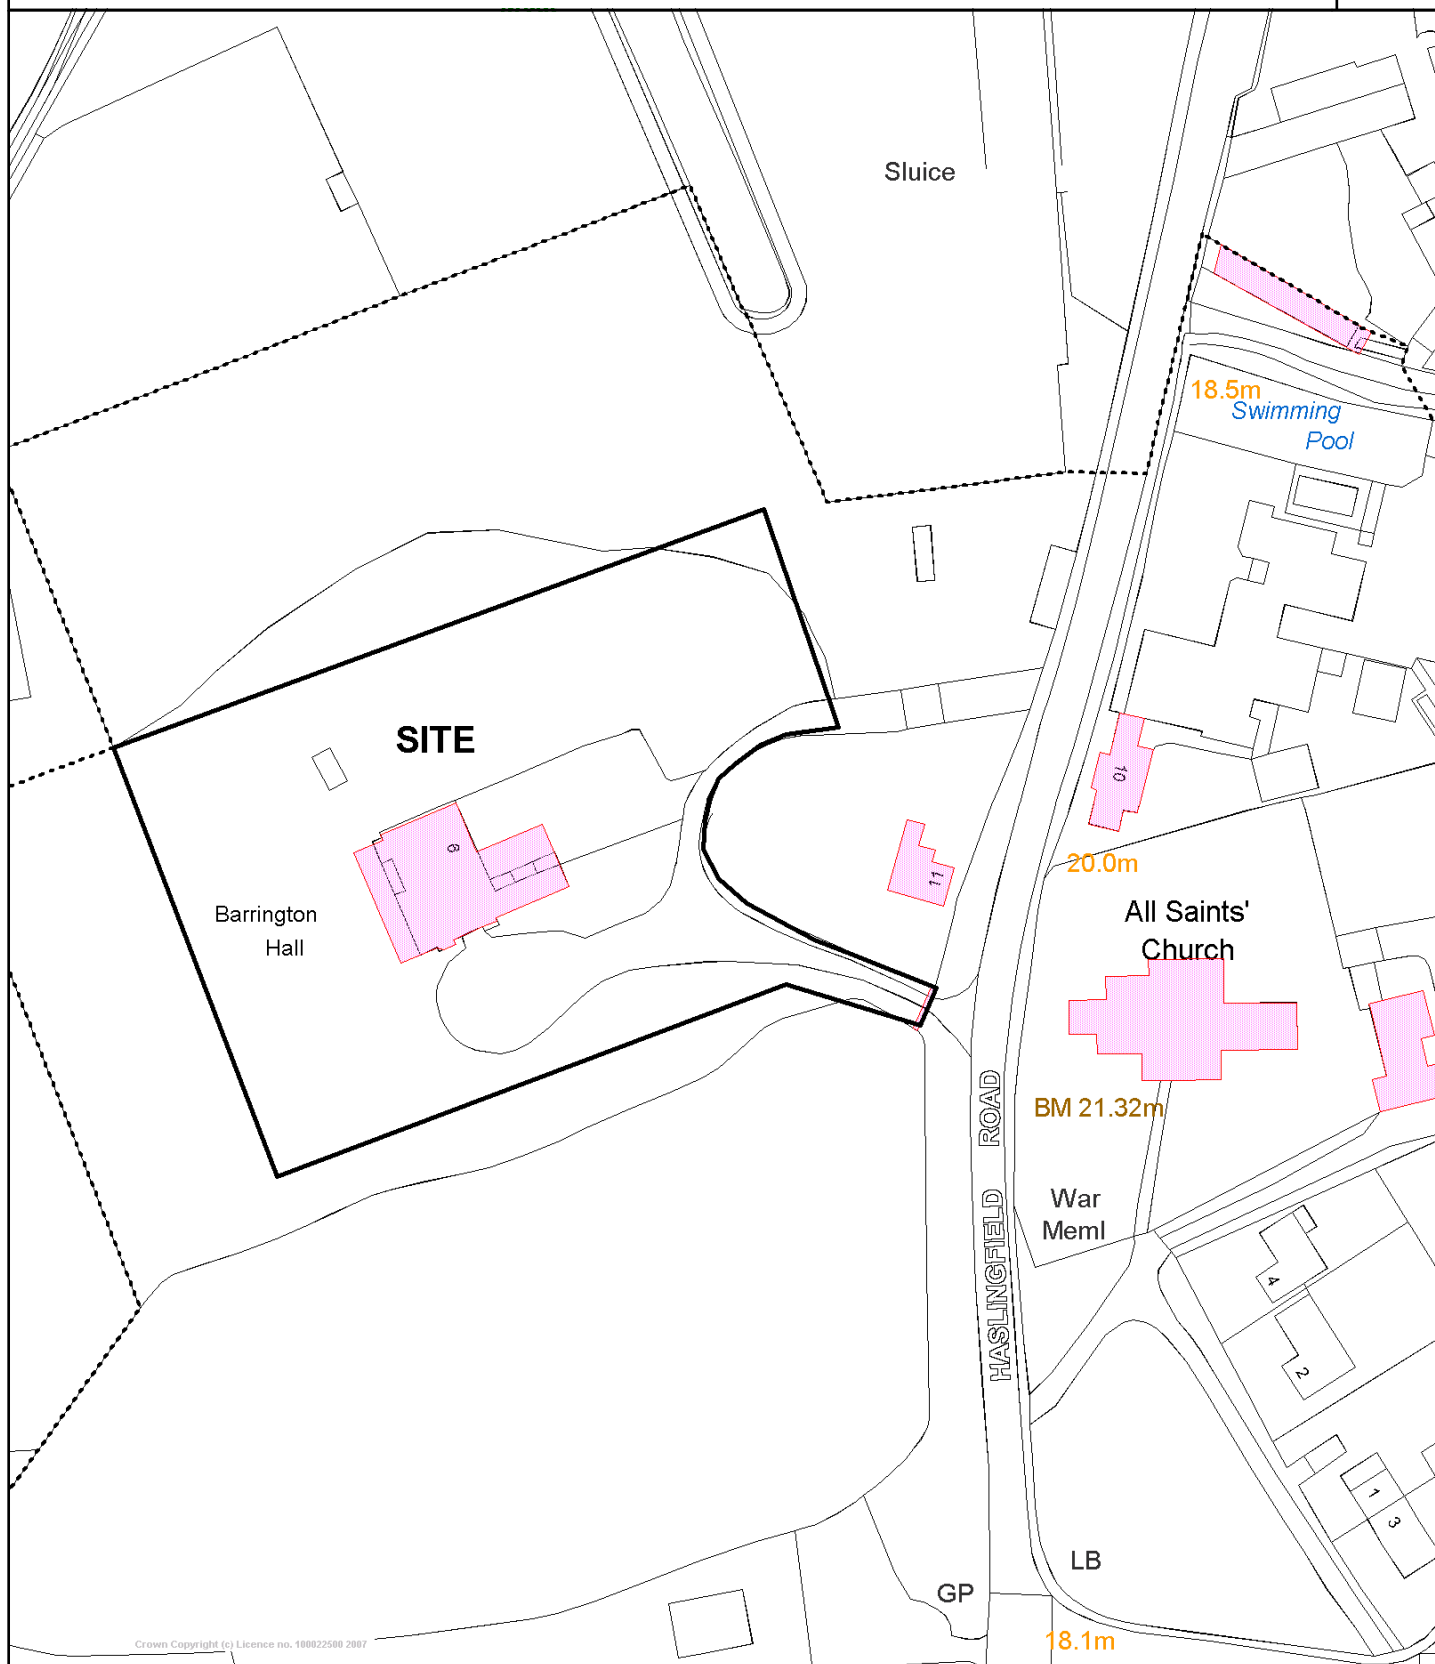 Sluice
18.5m
Swimming
Pool
SITE
10
6
20.0m
11
Barrington
Hall
All Saints'
Church
BM 21.32m
HASLINGFIELD ROAD
War
Meml
4
2
1
3
LB
GP
18.1m
Crown Copyright (c) Licence no. 100022500 2007